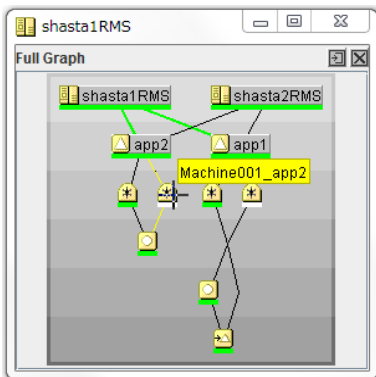 shasta1RMS
Full Graph
shasta1RMS
shasta2RMS
app2
app1
Machine001_app2